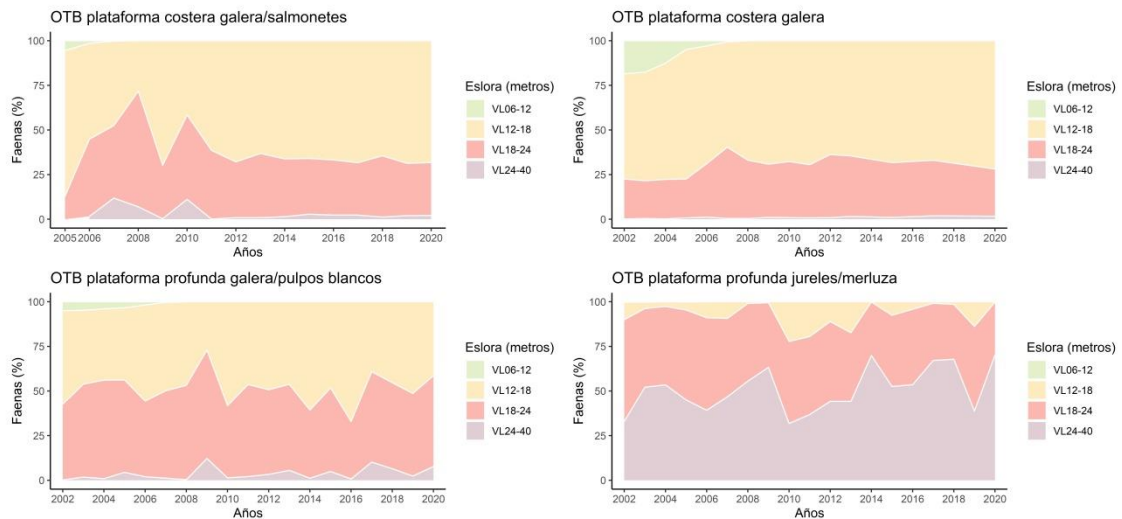 OTB plataforma costera galera/salmonetes
100
75
50
25
0
Faenas (%)
2005 2006 2008 2010 2012 2014 2016 2018 2020
Años
Eslora (metros)
VL06-12
VL12-18
VL18-24
VL24-40
OTB plataforma costera galera
100
75
50
25
0
Faenas (%)
2002 2004 2006 2008 2010 2012 2014 2016 2018 2020
Años
Eslora (metros)
VL06-12
VL12-18
VL18-24
VL24-40
OTB plataforma profunda galera/pulpos blancos
100
75
50
25
0
Faenas (%)
2002 2004 2006 2008 2010 2012 2014 2016 2018 2020
Años
Eslora (metros)
VL06-12
VL12-18
VL18-24
VL24-40
OTB plataforma profunda jureles/merluza
100
75
50
25
0
Faenas (%)
2002 2004 2006 2008 2010 2012 2014 2016 2018 2020
Años
Eslora (metros)
VL06-12
VL12-18
VL18-24
VL24-40